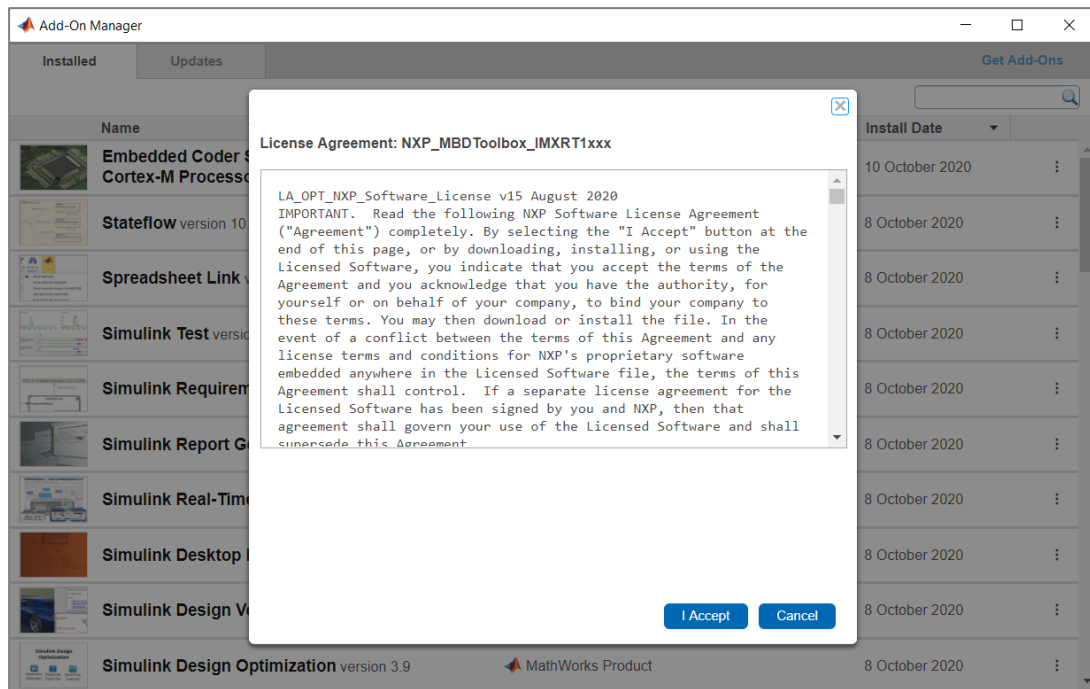 Add-On Manager
Installed
Updates
Get Add-Ons
Name
Install Date
License Agreement: NXP_MBDToolbox_IMXRT1xxx
LA_OPT_NXP_Software_License v15 August 2020
IMPORTANT.  Read the following NXP Software License Agreement
("Agreement") completely. By selecting the "I Accept" button at the
end of this page, or by downloading, installing, or using the
Licensed Software, you indicate that you accept the terms of the
Agreement and you acknowledge that you have the authority, for
yourself or on behalf of your company, to bind your company to
these terms. You may then download or install the file. In the
event of a conflict between the terms of this Agreement and any
license terms and conditions for NXP's proprietary software
embedded anywhere in the Licensed Software file, the terms of this
Agreement shall control.  If a separate license agreement for the
Licensed Software has been signed by you and NXP, then that
agreement shall govern your use of the Licensed Software and shall
supersede this Agreement
I Accept
Cancel
Embedded Coder S
Cortex-M Processo
10 October 2020
Stateflow version 10.
8 October 2020
Spreadsheet Link v
8 October 2020
Simulink Test versio
8 October 2020
Simulink Requirem
8 October 2020
Simulink Report Ge
8 October 2020
Simulink Real-Time
8 October 2020
Simulink Desktop
8 October 2020
Simulink Design Ve
8 October 2020
Simulink Design Optimization version 3.9
MathWorks Product
8 October 2020
Simulink Design
Optimization